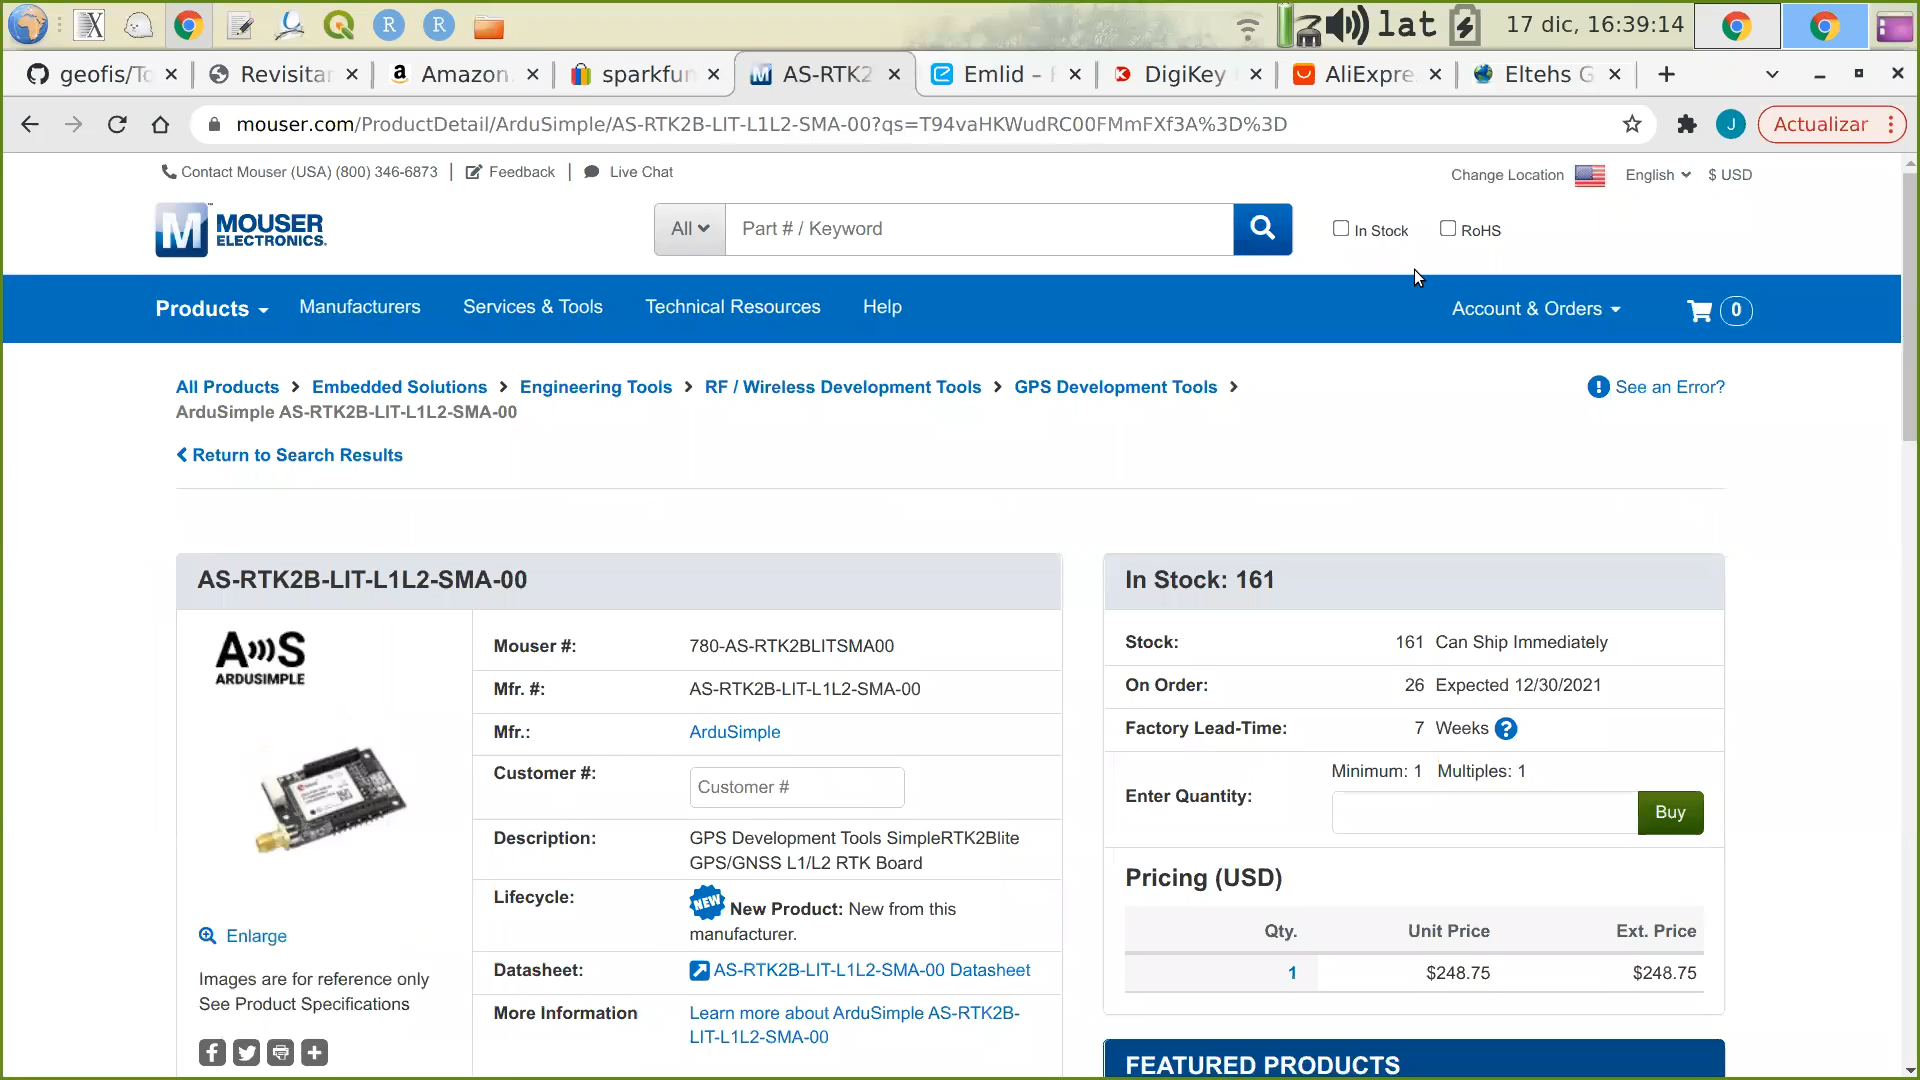 X
R
R
lat
17 dic, 16:39:14
geofis/To
Revisitar
Amazon.
sparkfun
AS-RTK2
Emlid –
DigiKey
AliExpre
Eltehs G
mouser.com/ProductDetail/ArduSimple/AS-RTK2B-LIT-L1L2-SMA-00?qs=T94vaHKWudRC00FMmFXf3A%3D%3D
J
Actualizar
Contact Mouser (USA) (800) 346-6873 | Feedback | Live Chat
Change Location English $ USD
M MOUSER
ELECTRONICS.
All
Part # / Keyword
In Stock
RoHS
Products
Manufacturers
Services & Tools
Technical Resources
Help
Account & Orders
0
All Products > Embedded Solutions > Engineering Tools > RF / Wireless Development Tools > GPS Development Tools >
ArduSimple AS-RTK2B-LIT-L1L2-SMA-00
See an Error?
Return to Search Results
AS-RTK2B-LIT-L1L2-SMA-00
ARDUSIMPLE
Enlarge
Images are for reference only
See Product Specifications
Mouser #: 780-AS-RTK2BLITSMA00
Mfr. #: AS-RTK2B-LIT-L1L2-SMA-00
Mfr.: ArduSimple
Customer #: Customer #
Description: GPS Development Tools SimpleRTK2Blite
GPS/GNSS L1/L2 RTK Board
Lifecycle: NEW New Product: New from this
manufacturer.
Datasheet: AS-RTK2B-LIT-L1L2-SMA-00 Datasheet
More Information Learn more about ArduSimple AS-RTK2B-
LIT-L1L2-SMA-00
In Stock: 161
Stock: 161 Can Ship Immediately
On Order: 26 Expected 12/30/2021
Factory Lead-Time: 7 Weeks
Minimum: 1 Multiples: 1
Enter Quantity: Buy
Pricing (USD)
Qty. Unit Price Ext. Price
1 $248.75 $248.75
FEATURED PRODUCTS